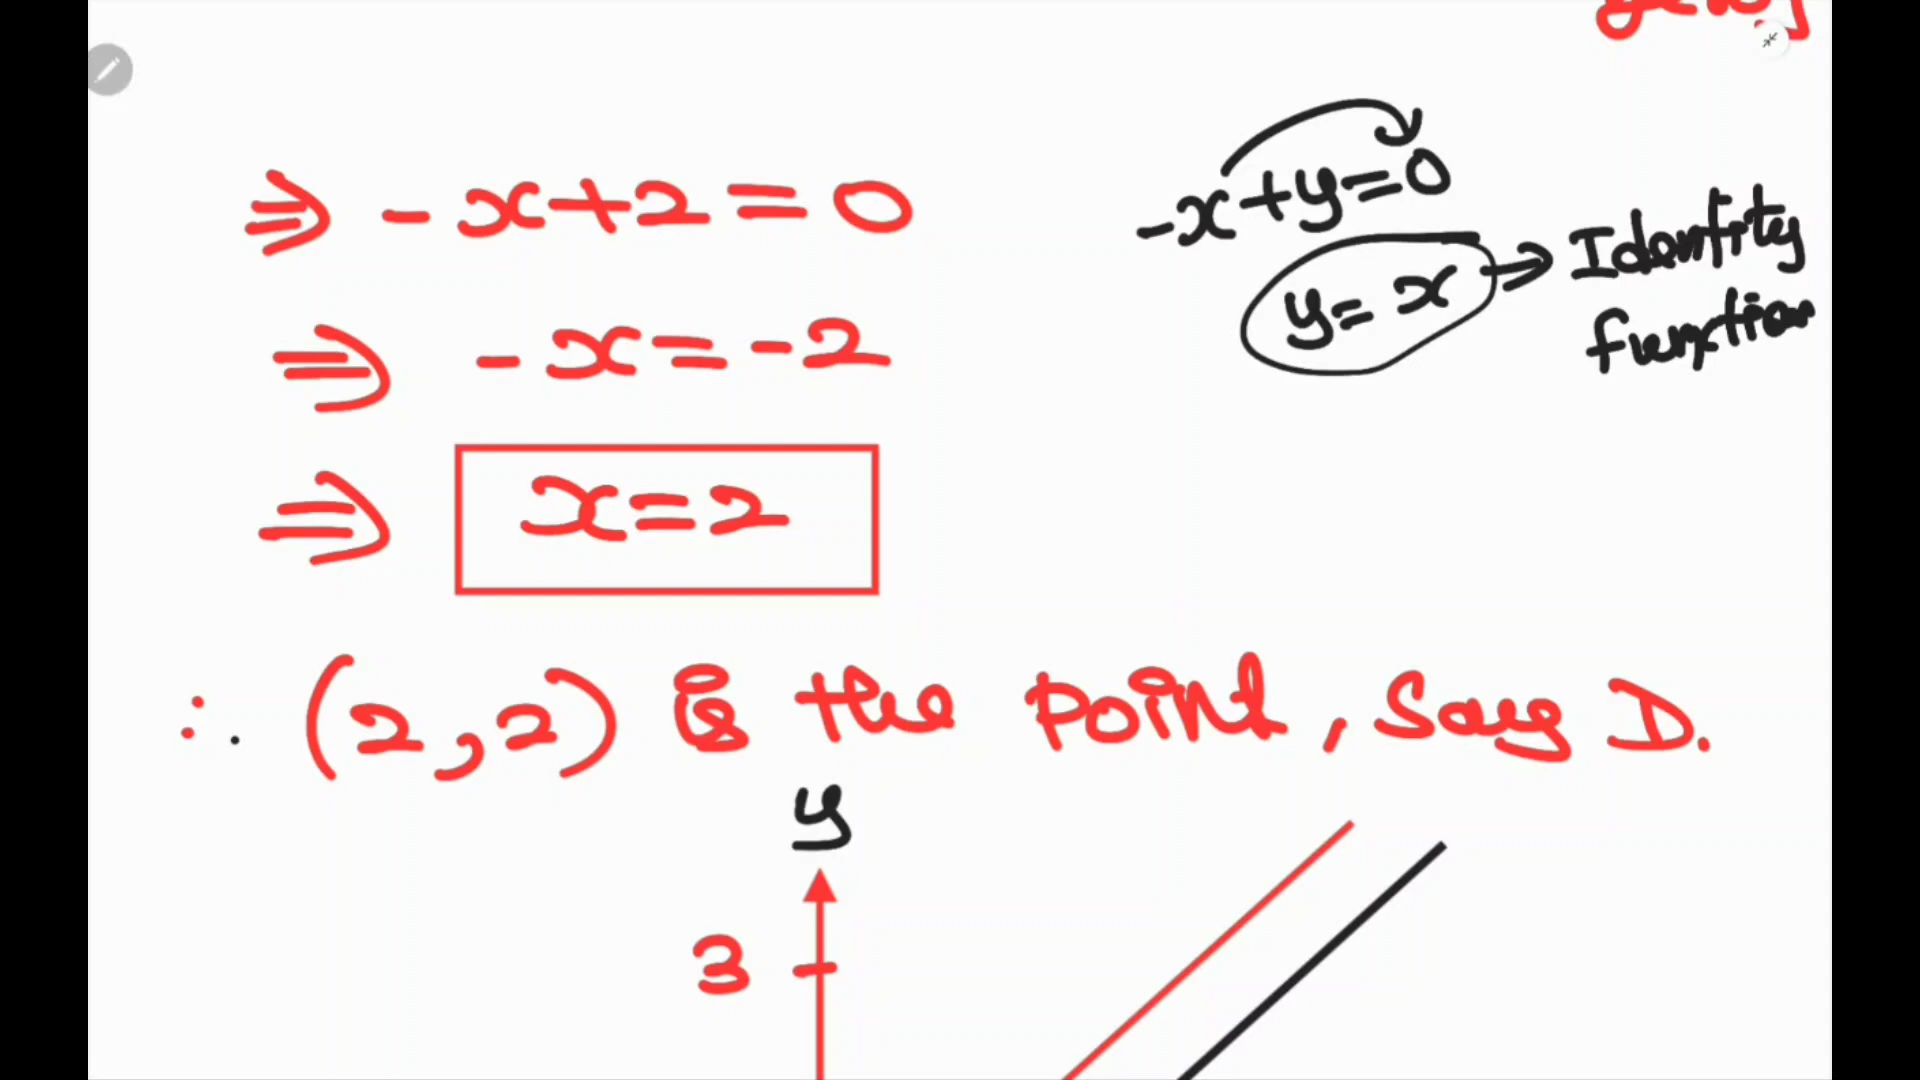 ⇒ -x+2=0
-x+y=0
y=x → Identity
function
⇒ -x=-2
⇒ x=2
∴ (2,2) is the point, say D.
y
3